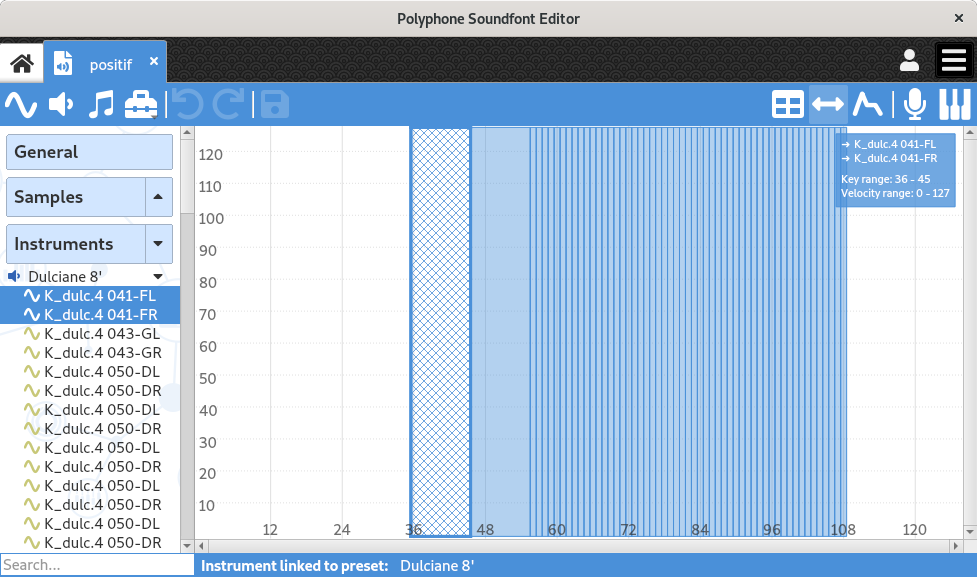 Polyphone Soundfont Editor
positif
General
Samples
Instruments
Dulciane 8'
K_dulc.4 041-FL
K_dulc.4 041-FR
K_dulc.4 043-GL
K_dulc.4 043-GR
K_dulc.4 050-DL
K_dulc.4 050-DR
K_dulc.4 050-DL
K_dulc.4 050-DR
K_dulc.4 050-DL
K_dulc.4 050-DR
K_dulc.4 050-DL
K_dulc.4 050-DR
K_dulc.4 050-DL
K_dulc.4 050-DR
Search...
120
110
100
90
80
70
60
50
40
30
20
10
12 24 36 48 60 72 84 96 108 120
→ K_dulc.4 041-FL
→ K_dulc.4 041-FR
Key range: 36 - 45
Velocity range: 0 - 127
Instrument linked to preset: Dulciane 8'